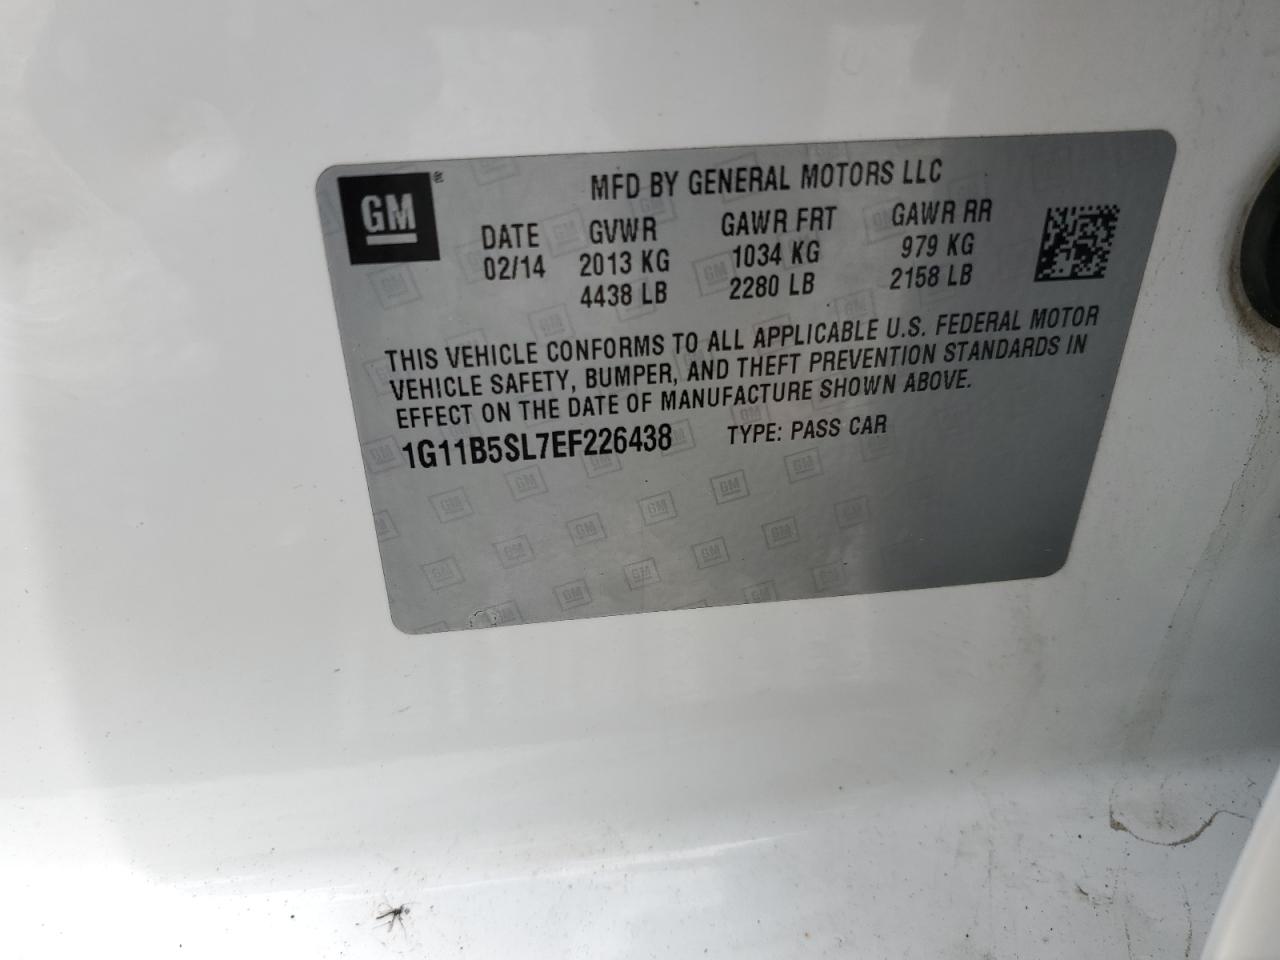 GM
MFD BY GENERAL MOTORS LLC
DATE GVWR GAWR FRT GAWR RR
02/14 2013 KG 1034 KG 979 KG
4438 LB 2280 LB 2158 LB
THIS VEHICLE CONFORMS TO ALL APPLICABLE U.S. FEDERAL MOTOR
VEHICLE SAFETY, BUMPER, AND THEFT PREVENTION STANDARDS IN
EFFECT ON THE DATE OF MANUFACTURE SHOWN ABOVE.
1G11B5SL7EF226438 TYPE: PASS CAR